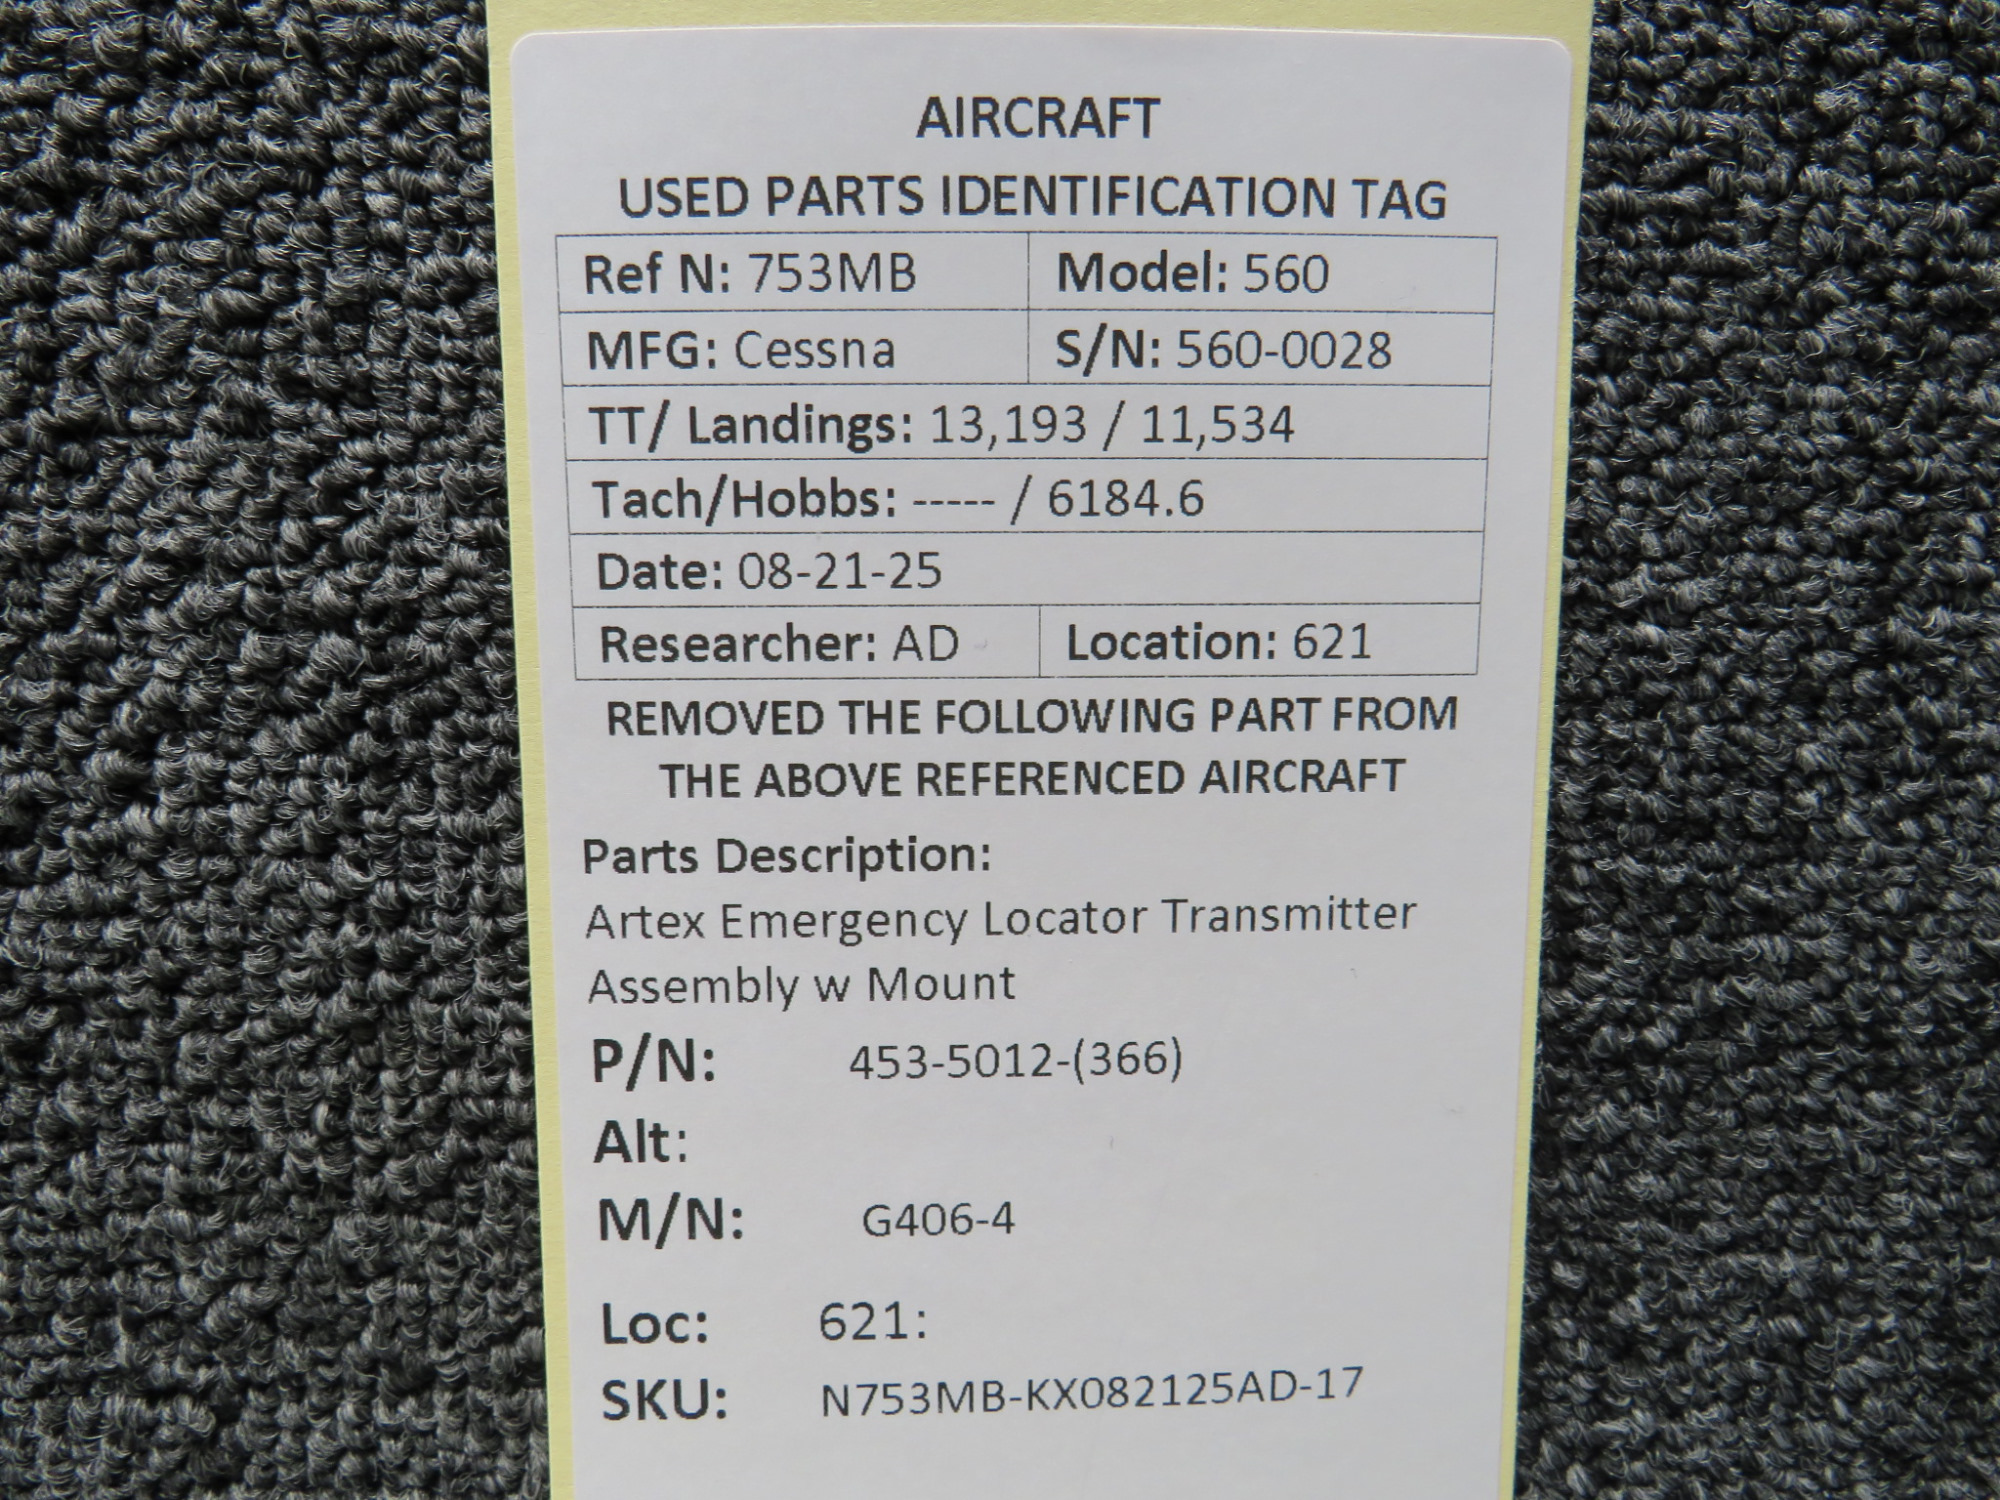 AIRCRAFT
USED PARTS IDENTIFICATION TAG
Ref N: 753MB Model: 560
MFG: Cessna S/N: 560-0028
TT/ Landings: 13,193 / 11,534
Tach/Hobbs: ----- / 6184.6
Date: 08-21-25
Researcher: AD Location: 621
REMOVED THE FOLLOWING PART FROM
THE ABOVE REFERENCED AIRCRAFT
Parts Description:
Artex Emergency Locator Transmitter
Assembly w Mount
P/N: 453-5012-(366)
Alt:
M/N: G406-4
Loc: 621:
SKU: N753MB-KX082125AD-17